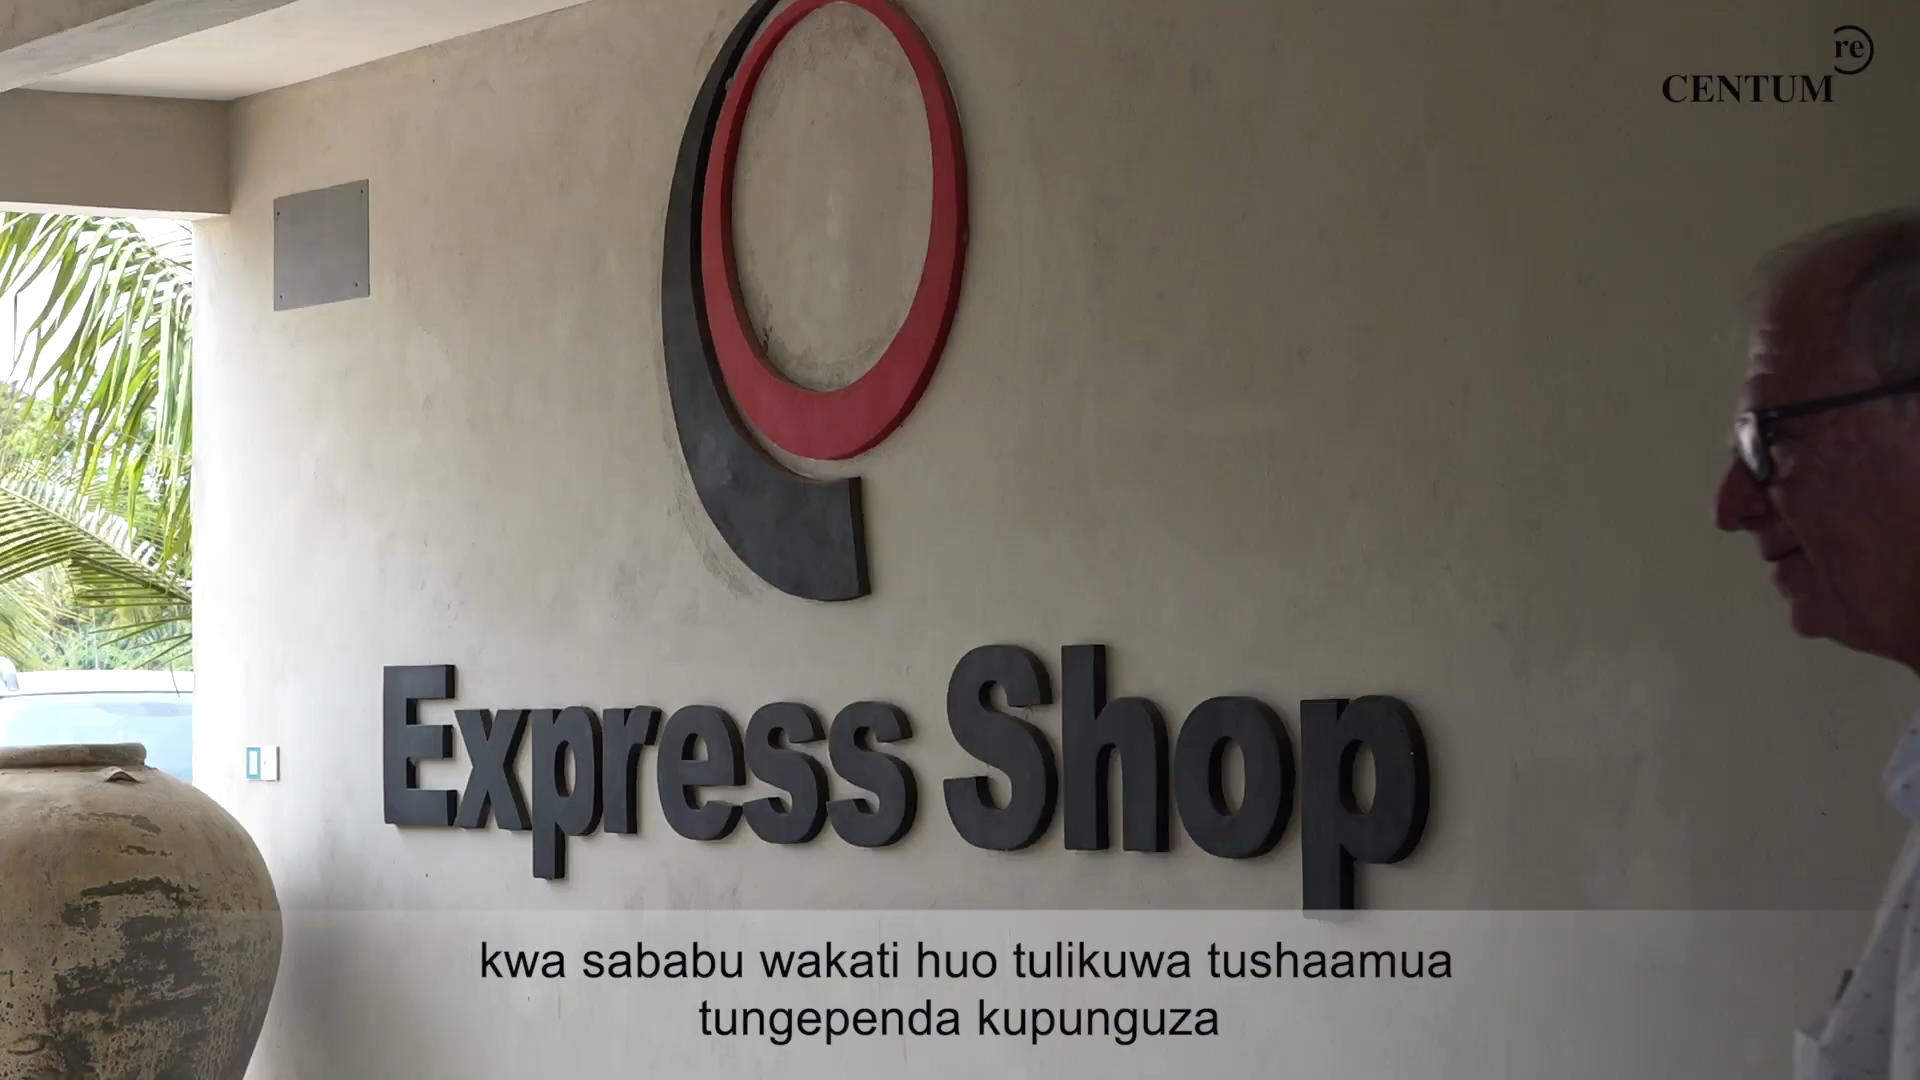 re
CENTUM
Express Shop
kwa sababu wakati huo tulikuwa tushaamua
tungependa kupunguza